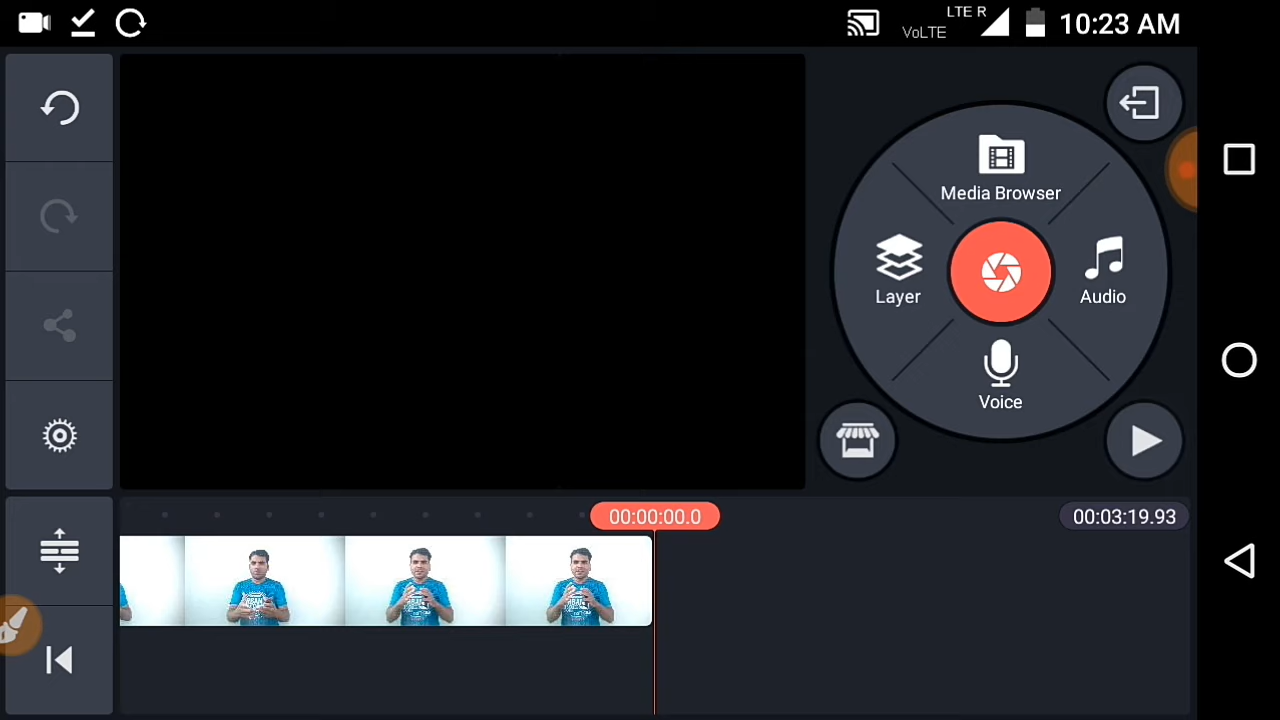 LTE R
VoLTE
10:23 AM
Media Browser
Layer
Audio
Voice
00:00:00.0
00:03:19.93